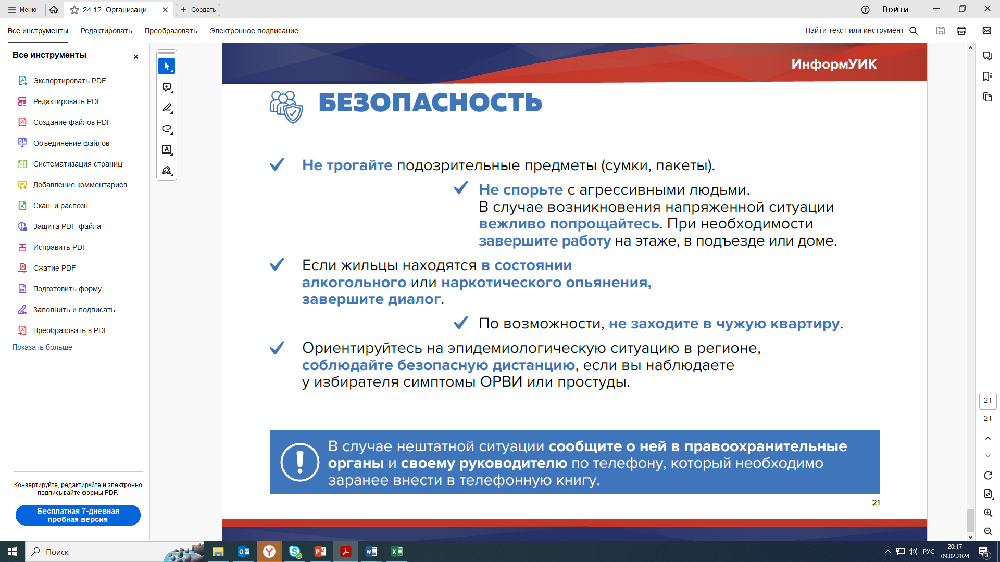 Меню
24.12_Организаци...
Создать
Войти
Все инструменты
Редактировать
Преобразовать
Электронное подписание
Найти текст или инструмент
Все инструменты
Экспортировать PDF
Редактировать PDF
Создание файлов PDF
Объединение файлов
Систематизация страниц
Добавление комментариев
Скан. и распозн.
Защита PDF-файла
Исправить PDF
Сжатие PDF
Подготовить форму
Заполнить и подписать
Преобразовать в PDF
Показать больше
Конвертируйте, редактируйте и электронно
подписывайте формы PDF.
Бесплатная 7-дневная
пробная версия
ИнформУИК
БЕЗОПАСНОСТЬ
Не трогайте подозрительные предметы (сумки, пакеты).
Не спорьте с агрессивными людьми.
В случае возникновения напряженной ситуации
вежливо попрощайтесь. При необходимости
завершите работу на этаже, в подъезде или доме.
Если жильцы находятся в состоянии
алкогольного или наркотического опьянения,
завершите диалог.
По возможности, не заходите в чужую квартиру.
Ориентируйтесь на эпидемиологическую ситуацию в регионе,
соблюдайте безопасную дистанцию, если вы наблюдаете
у избирателя симптомы ОРВИ или простуды.
В случае нештатной ситуации сообщите о ней в правоохранительные
органы и своему руководителю по телефону, который необходимо
заранее внести в телефонную книгу.
21
21
21
Поиск
РУС
20:17
09.02.2024
3